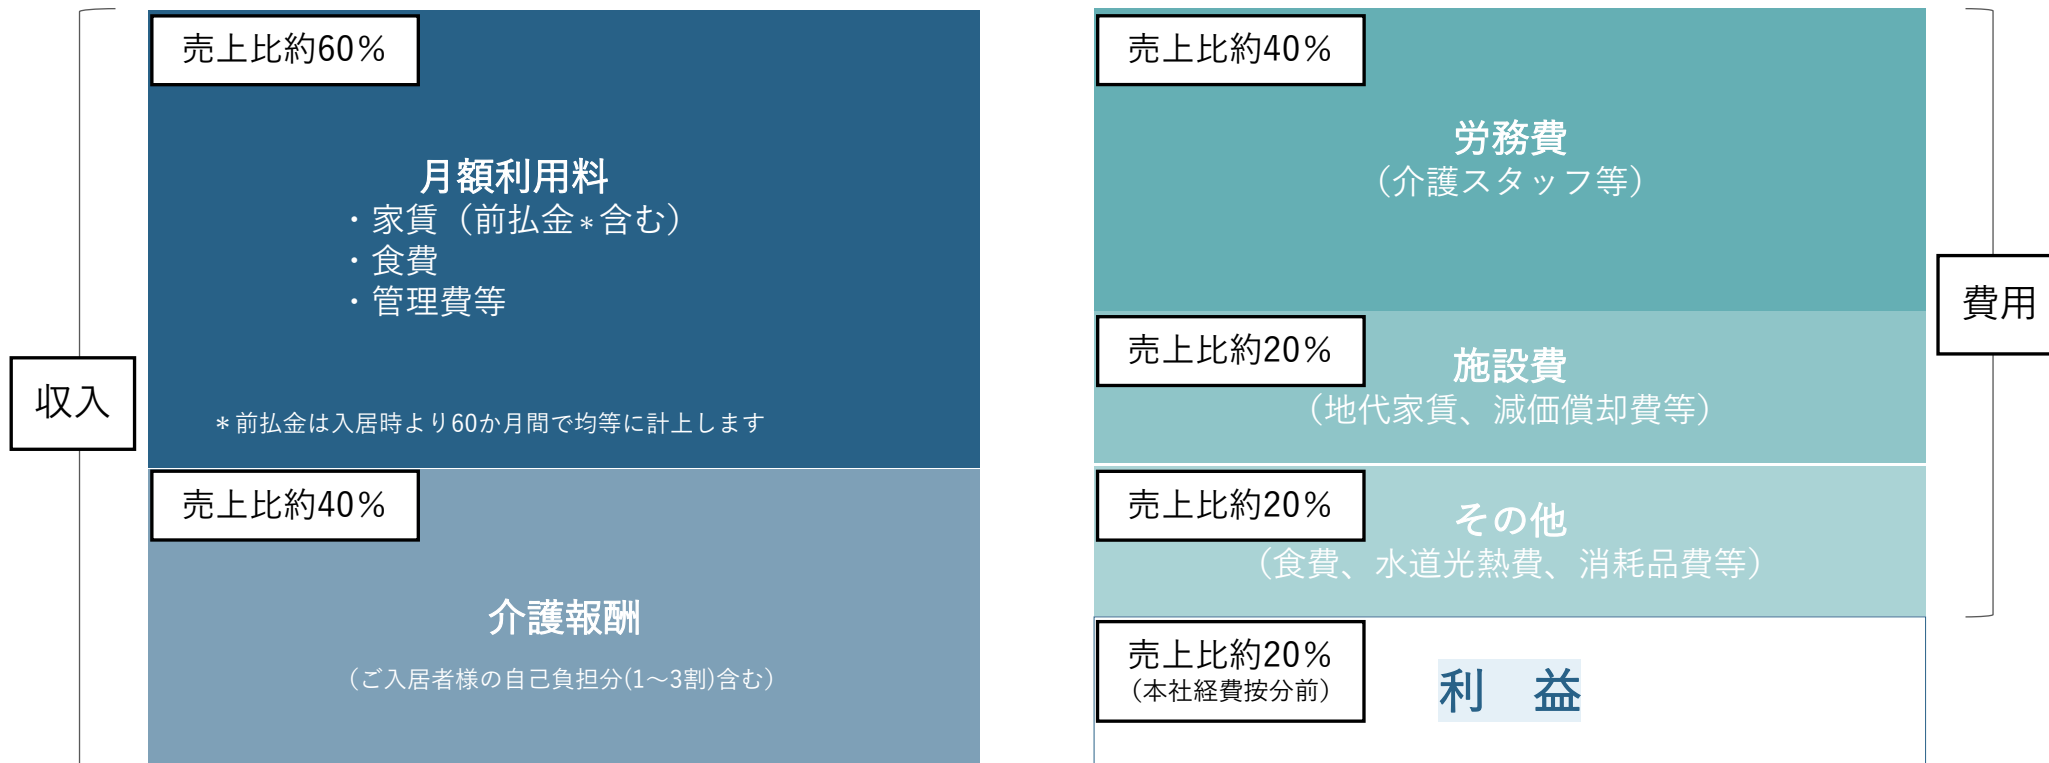 収入
売上比約60%
月額利用料
・家賃（前払金＊含む）
・食費
・管理費等
＊前払金は入居時より60か月間で均等に計上します
売上比約40%
介護報酬
（ご入居者様の自己負担分(1～3割)含む）
売上比約40%
労務費
（介護スタッフ等）
売上比約20%
施設費
（地代家賃、減価償却費等）
売上比約20%
その他
（食費、水道光熱費、消耗品費等）
売上比約20%
（本社経費按分前）
利　益
費用